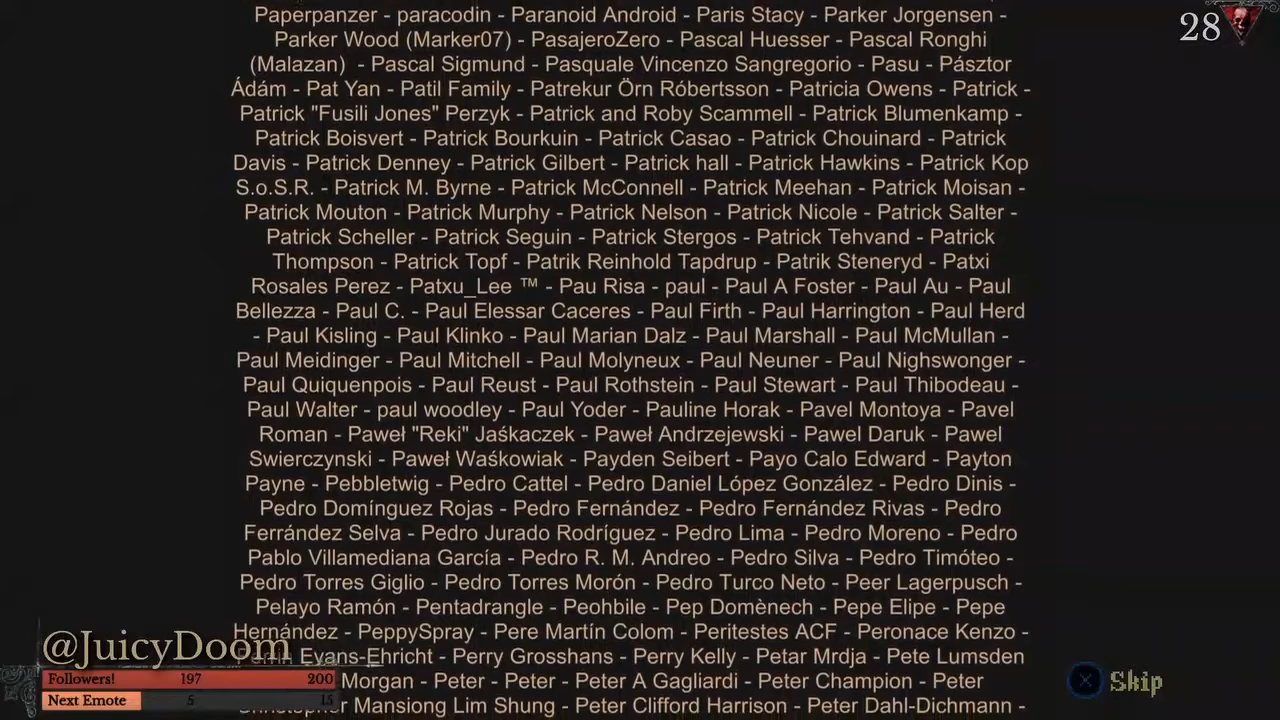 Paperpanzer - paracodin - Paranoid Android - Paris Stacy - Parker Jorgensen -
Parker Wood (Marker07) - PasajeroZero - Pascal Huesser - Pascal Ronghi
(Malazan)  - Pascal Sigmund - Pasquale Vincenzo Sangregorio - Pasu - Pásztor
Ádám - Pat Yan - Patil Family - Patrekur Örn Róbertsson - Patricia Owens - Patrick -
Patrick "Fusili Jones" Perzyk - Patrick and Roby Scammell - Patrick Blumenkamp -
Patrick Boisvert - Patrick Bourkuin - Patrick Casao - Patrick Chouinard - Patrick
Davis - Patrick Denney - Patrick Gilbert - Patrick hall - Patrick Hawkins - Patrick Kop
S.o.S.R. - Patrick M. Byrne - Patrick McConnell - Patrick Meehan - Patrick Moisan -
Patrick Mouton - Patrick Murphy - Patrick Nelson - Patrick Nicole - Patrick Salter -
Patrick Scheller - Patrick Seguin - Patrick Stergos - Patrick Tehvand - Patrick
Thompson - Patrick Topf - Patrik Reinhold Tapdrup - Patrik Steneryd - Patxi
Rosales Perez - Patxu_Lee ™ - Pau Risa - paul - Paul A Foster - Paul Au - Paul
Bellezza - Paul C. - Paul Elessar Caceres - Paul Firth - Paul Harrington - Paul Herd
- Paul Kisling - Paul Klinko - Paul Marian Dalz - Paul Marshall - Paul McMullan -
Paul Meidinger - Paul Mitchell - Paul Molyneux - Paul Neuner - Paul Nighswonger -
Paul Quiquenpois - Paul Reust - Paul Rothstein - Paul Stewart - Paul Thibodeau -
Paul Walter - paul woodley - Paul Yoder - Pauline Horak - Pavel Montoya - Pavel
Roman - Paweł "Reki" Jaśkaczek - Paweł Andrzejewski - Pawel Daruk - Pawel
Swierczynski - Paweł Waśkowiak - Payden Seibert - Payo Calo Edward - Payton
Payne - Pebbletwig - Pedro Cattel - Pedro Daniel López González - Pedro Dinis -
Pedro Domínguez Rojas - Pedro Fernández - Pedro Fernández Rivas - Pedro
Ferrández Selva - Pedro Jurado Rodríguez - Pedro Lima - Pedro Moreno - Pedro
Pablo Villamediana García - Pedro R. M. Andreo - Pedro Silva - Pedro Timóteo -
Pedro Torres Giglio - Pedro Torres Morón - Pedro Turco Neto - Peer Lagerpusch -
Pelayo Ramón - Pentadrangle - Peohbile - Pep Domènech - Pepe Elipe - Pepe
Hernández - PeppySpray - Pere Martín Colom - Peritestes ACF - Peronace Kenzo -
Evans-Ehricht - Perry Grosshans - Perry Kelly - Petar Mrdja - Pete Lumsden
Morgan - Peter - Peter - Peter A Gagliardi - Peter Champion - Peter
Mansiong Lim Shung - Peter Clifford Harrison - Peter Dahl-Dichmann -
28
@JuicyDoom
Followers! 197 200
Next Emote 5 15
Skip